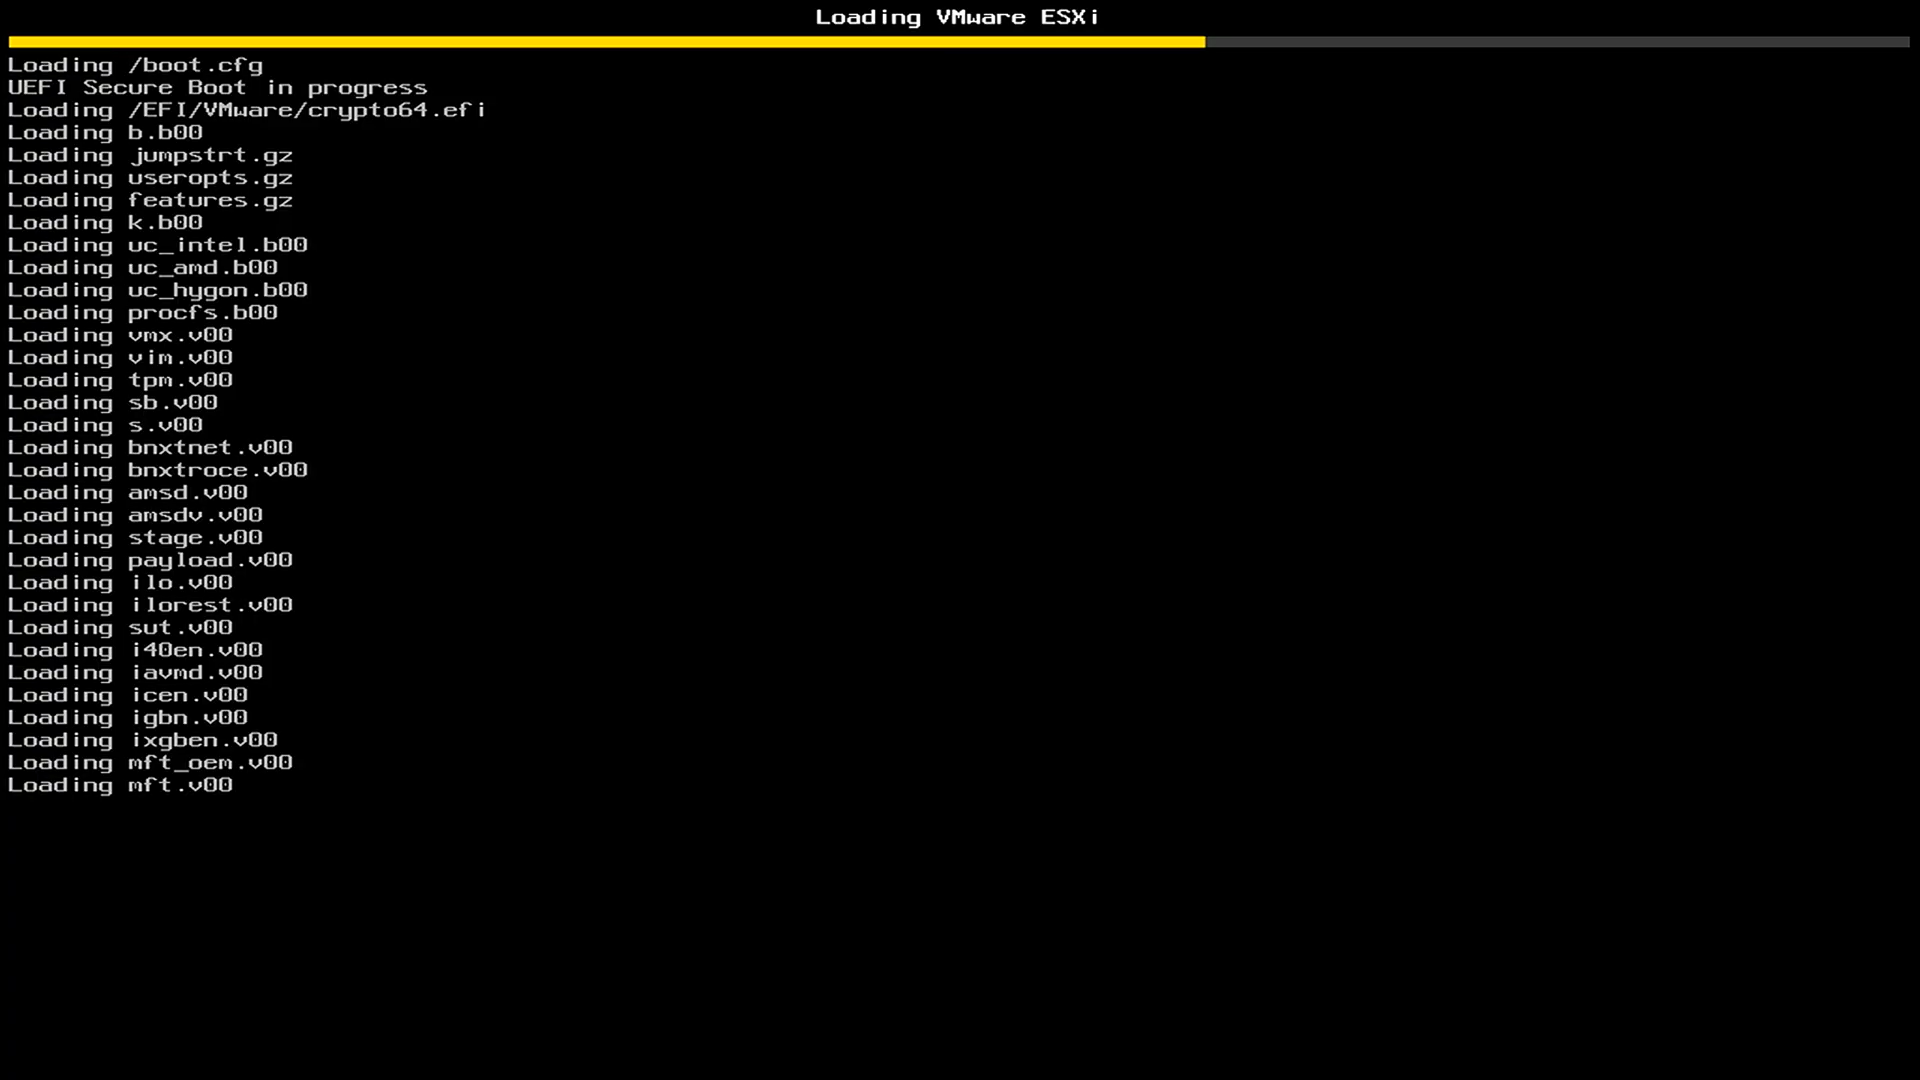 Loading VMware ESXi
Loading /boot.cfg
UEFI Secure Boot in progress
Loading /EFI/VMware/crypto64.efi
Loading b.b00
Loading jumpstrt.gz
Loading useropts.gz
Loading features.gz
Loading k.b00
Loading uc_intel.b00
Loading uc_amd.b00
Loading uc_hygon.b00
Loading procfs.b00
Loading vmx.v00
Loading vim.v00
Loading tpm.v00
Loading sb.v00
Loading s.v00
Loading bnxtnet.v00
Loading bnxtroce.v00
Loading amsd.v00
Loading amsdv.v00
Loading stage.v00
Loading payload.v00
Loading ilo.v00
Loading ilorest.v00
Loading sut.v00
Loading i40en.v00
Loading iavmd.v00
Loading icen.v00
Loading igbn.v00
Loading ixgben.v00
Loading mft_oem.v00
Loading mft.v00